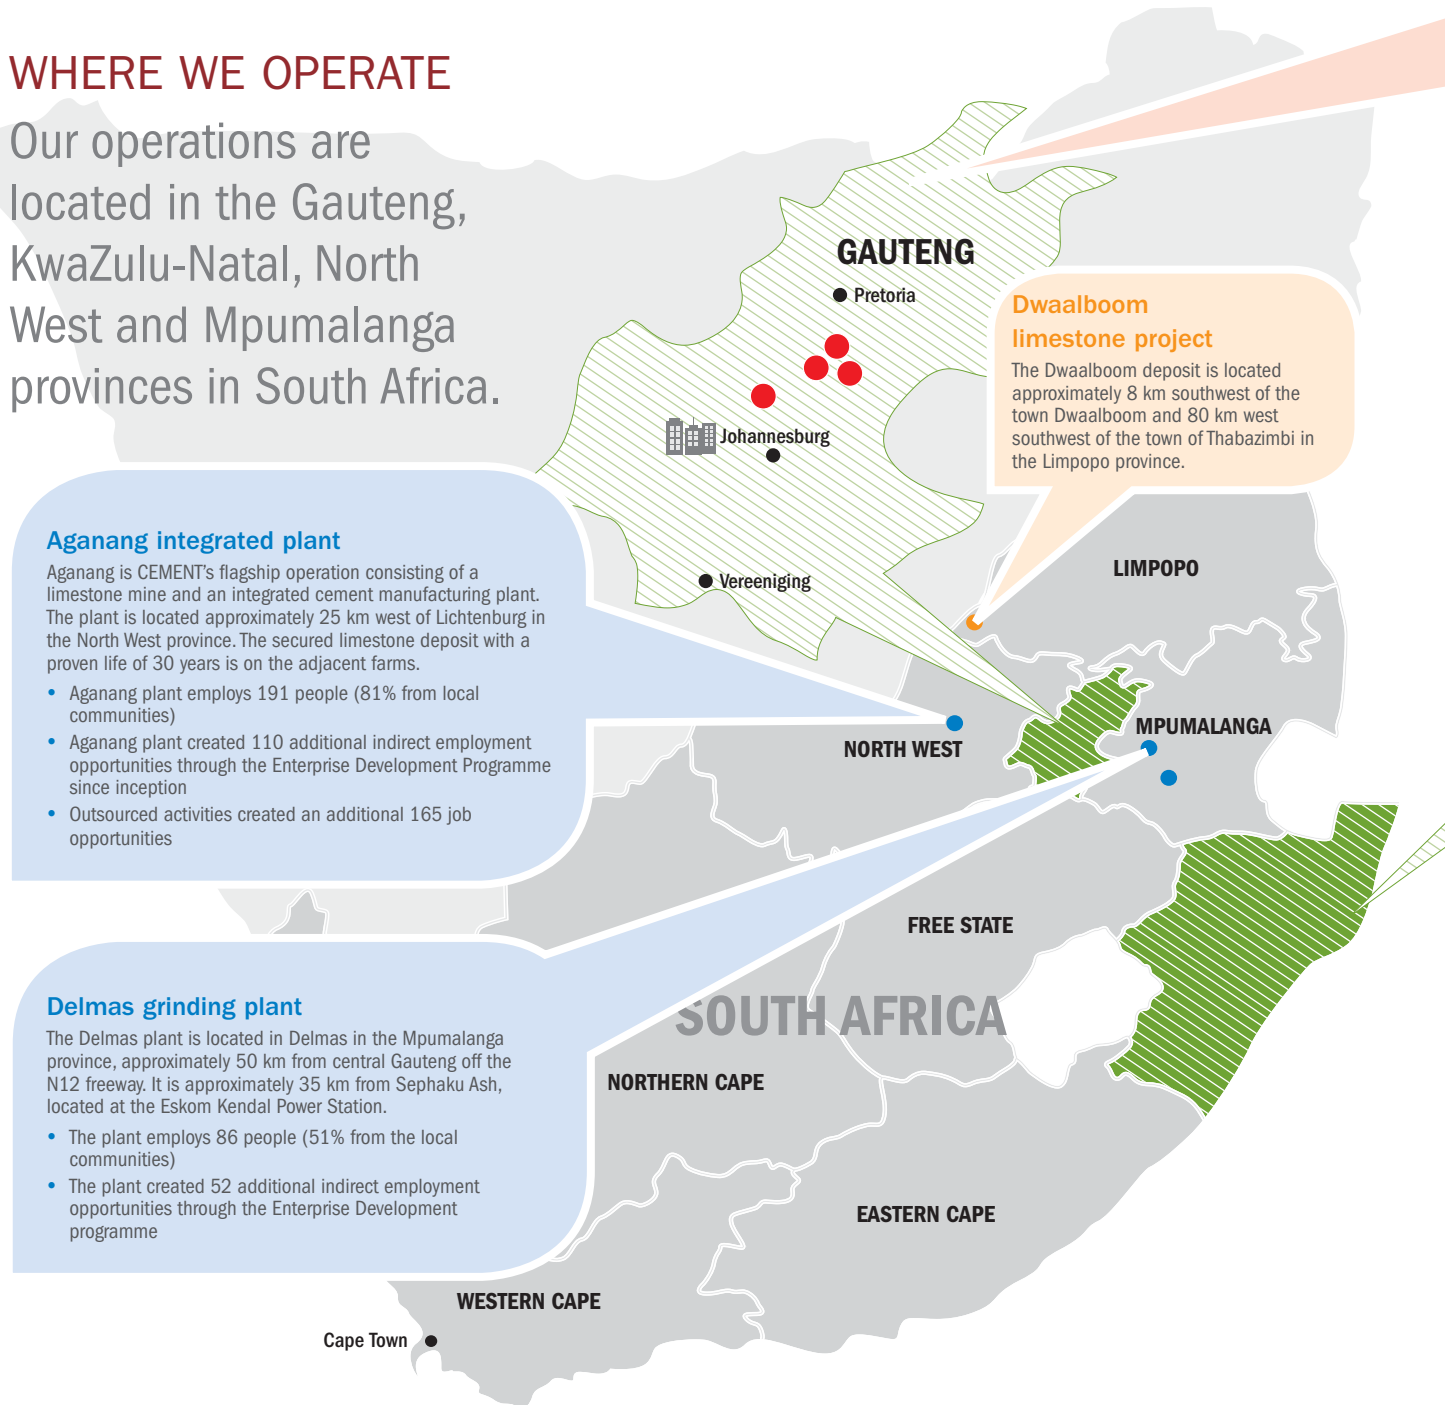 WHERE WE OPERATE
Our operations are
located in the Gauteng,
KwaZulu-Natal, North
West and Mpumalanga
provinces in South Africa.
GAUTENG
Pretoria
Johannesburg
Vereeniging
Dwaalboom
limestone project
The Dwaalboom deposit is located
approximately 8 km southwest of the
town Dwaalboom and 80 km west
southwest of the town of Thabazimbi in
the Limpopo province.
Aganang integrated plant
Aganang is CEMENT's flagship operation consisting of a
limestone mine and an integrated cement manufacturing plant.
The plant is located approximately 25 km west of Lichtenburg in
the North West province. The secured limestone deposit with a
proven life of 30 years is on the adjacent farms.
• Aganang plant employs 191 people (81% from local
communities)
• Aganang plant created 110 additional indirect employment
opportunities through the Enterprise Development Programme
since inception
• Outsourced activities created an additional 165 job
opportunities
LIMPOPO
MPUMALANGA
NORTH WEST
FREE STATE
SOUTH AFRICA
NORTHERN CAPE
EASTERN CAPE
WESTERN CAPE
Cape Town
Delmas grinding plant
The Delmas plant is located in Delmas in the Mpumalanga
province, approximately 50 km from central Gauteng off the
N12 freeway. It is approximately 35 km from Sephaku Ash,
located at the Eskom Kendal Power Station.
• The plant employs 86 people (51% from the local
communities)
• The plant created 52 additional indirect employment
opportunities through the Enterprise Development
programme